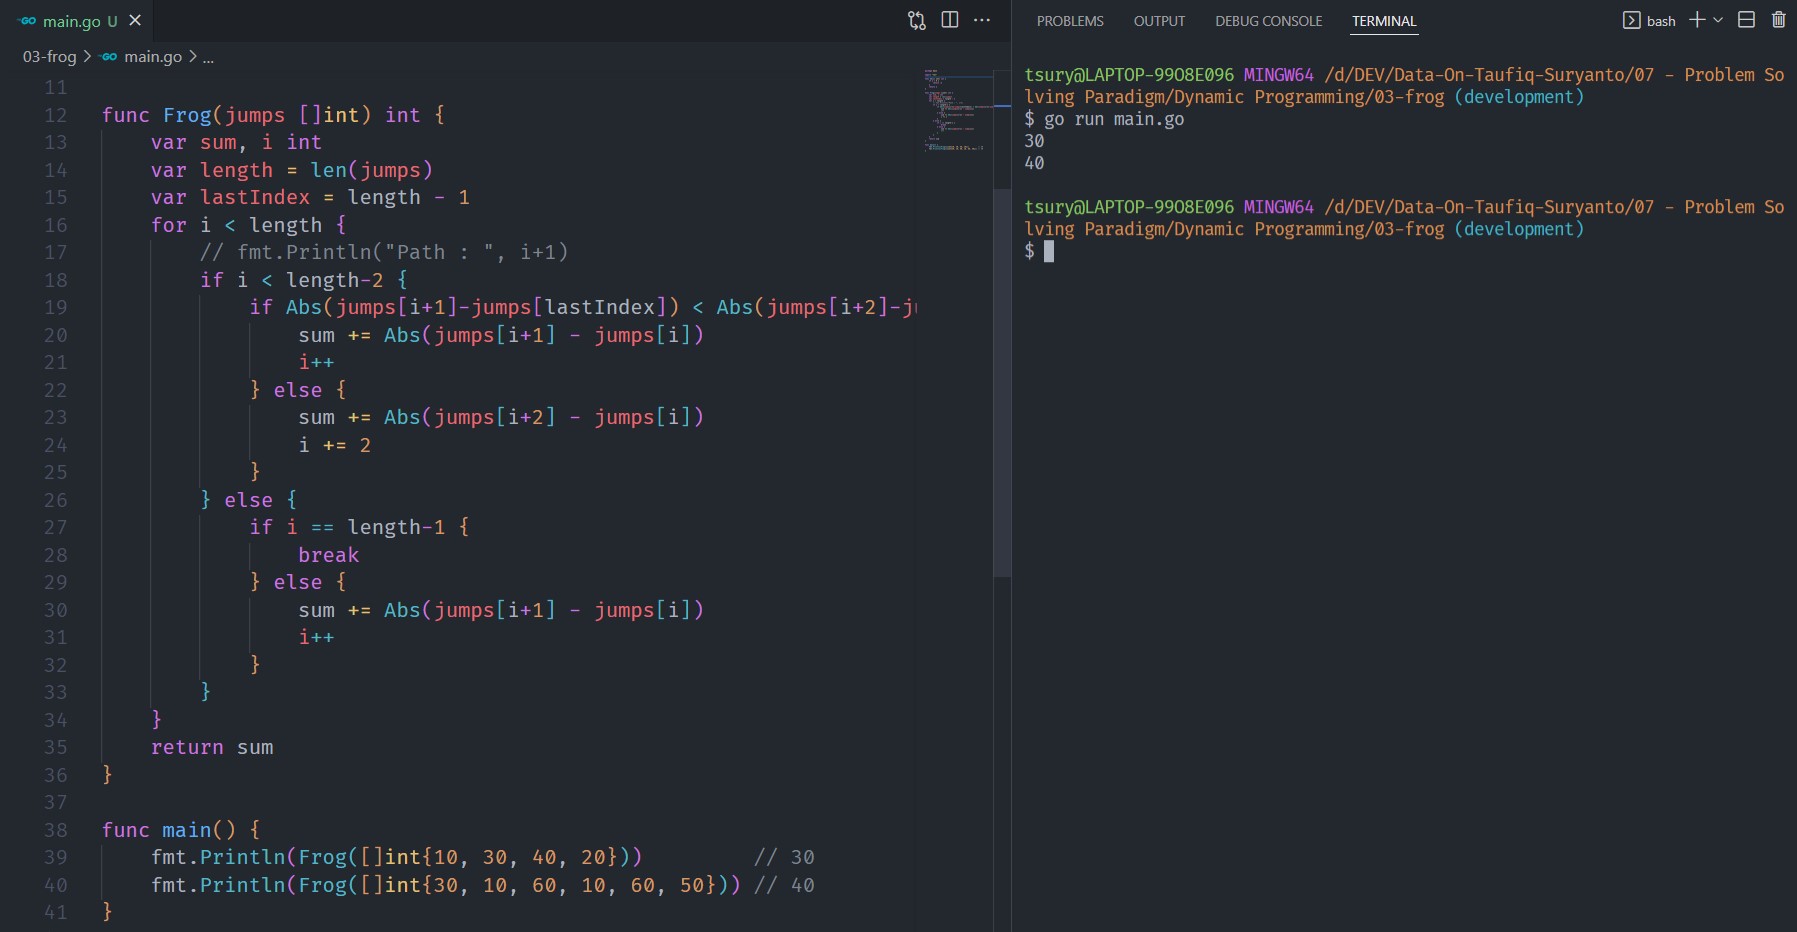 GO main.go U
03-frog > GO main.go > ...
11
12 func Frog(jumps []int) int {
13 var sum, i int
14 var length = len(jumps)
15 var lastIndex = length - 1
16 for i < length {
17 // fmt.Println("Path : ", i+1)
18 if i < length-2 {
19 if Abs(jumps[i+1]-jumps[lastIndex]) < Abs(jumps[i+2]-j
20 sum += Abs(jumps[i+1] - jumps[i])
21 i++
22 } else {
23 sum += Abs(jumps[i+2] - jumps[i])
24 i += 2
25 }
26 } else {
27 if i == length-1 {
28 break
29 } else {
30 sum += Abs(jumps[i+1] - jumps[i])
31 i++
32 }
33 }
34 }
35 return sum
36 }
37
38 func main() {
39 fmt.Println(Frog([]int{10, 30, 40, 20})) // 30
40 fmt.Println(Frog([]int{30, 10, 60, 10, 60, 50})) // 40
41 }
PROBLEMS OUTPUT DEBUG CONSOLE TERMINAL bash
tsury@LAPTOP-99O8E096 MINGW64 /d/DEV/Data-On-Taufiq-Suryanto/07 - Problem So
lving Paradigm/Dynamic Programming/03-frog (development)
$ go run main.go
30
40
tsury@LAPTOP-99O8E096 MINGW64 /d/DEV/Data-On-Taufiq-Suryanto/07 - Problem So
lving Paradigm/Dynamic Programming/03-frog (development)
$